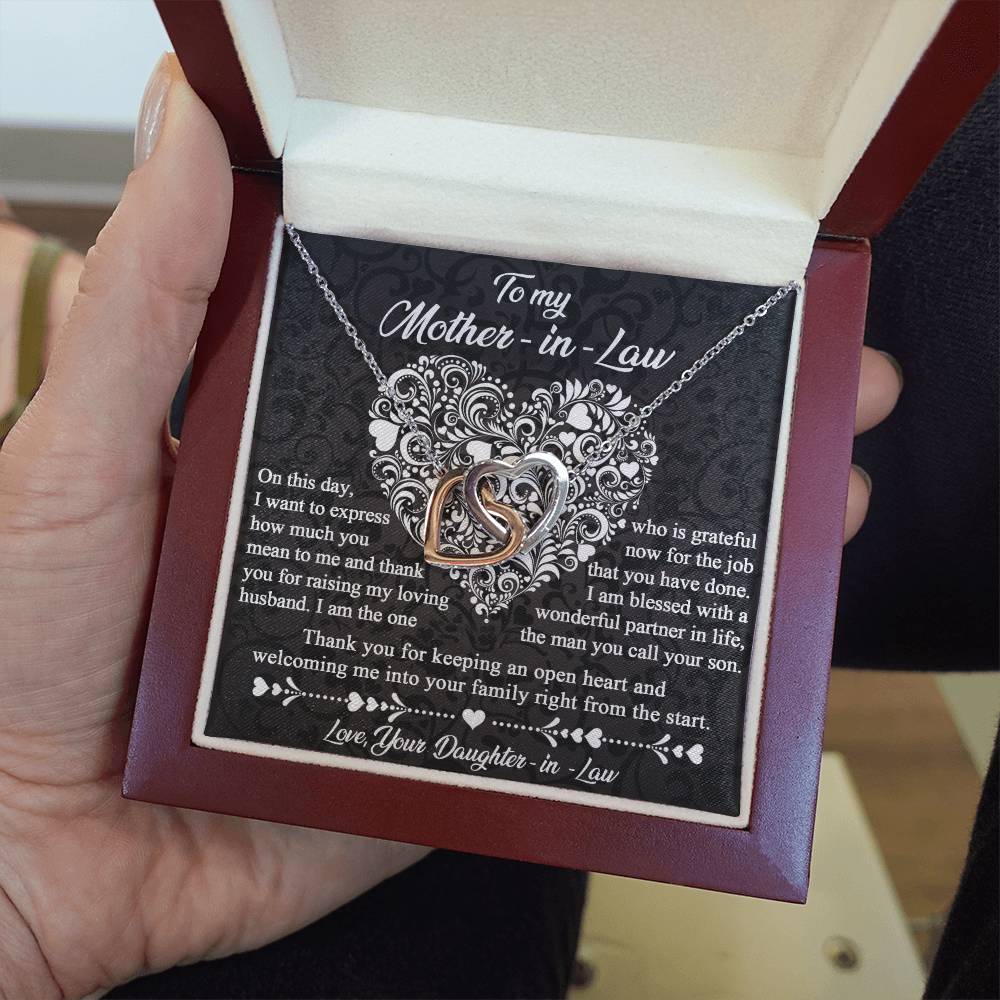 To my
Mother - in - Law
On this day,
I want to express
how much you
mean to me and thank
you for raising my loving
husband. I am the one
who is grateful
now for the job
that you have done.
I am blessed with a
wonderful partner in life,
the man you call your son.
Thank you for keeping an open heart and
welcoming me into your family right from the start.
Love, Your Daughter - in - Law